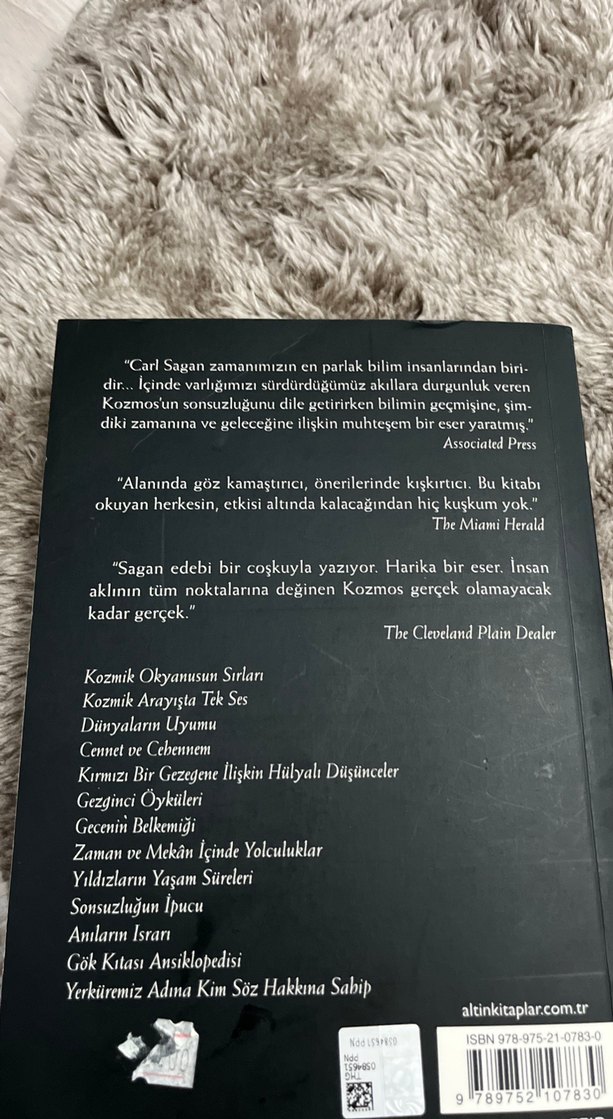 “Carl Sagan zamanımızın en parlak bilim insanlarından biri-
dir... İçinde varlığımızı sürdürdüğümüz akıllara durgunluk veren
Kozmos'un sonsuzluğunu dile getirirken bilimin geçmişine, şim-
diki zamanına ve geleceğine ilişkin muhteşem bir eser yaratmış.”
Associated Press
“Alanında göz kamaştırıcı, önerilerinde kışkırtıcı. Bu kitabı
okuyan herkesin, etkisi altında kalacağından hiç kuşkum yok.”
The Miami Herald
“Sagan edebi bir coşkuyla yazıyor. Harika bir eser. İnsan
aklının tüm noktalarına değinen Kozmos gerçek olamayacak
kadar gerçek.”
The Cleveland Plain Dealer
Kozmik Okyanusun Sırları
Kozmik Arayışta Tek Ses
Dünyaların Uyumu
Cennet ve Cehennem
Kırmızı Bir Gezegene İlişkin Hülyalı Düşünceler
Gezginci Öyküleri
Gecenin Belkemiği
Zaman ve Mekân İçinde Yolculuklar
Yıldızların Yaşam Süreleri
Sonsuzluğun İpucu
Anıların Israrı
Gök Kıtası Ansiklopedisi
Yerküremiz Adına Kim Söz Hakkına Sahip
altinkitaplar.com.tr
ISBN 978-975-21-0783-0
9 789752 107830
THG 0584651
PPN
0584651 PPN